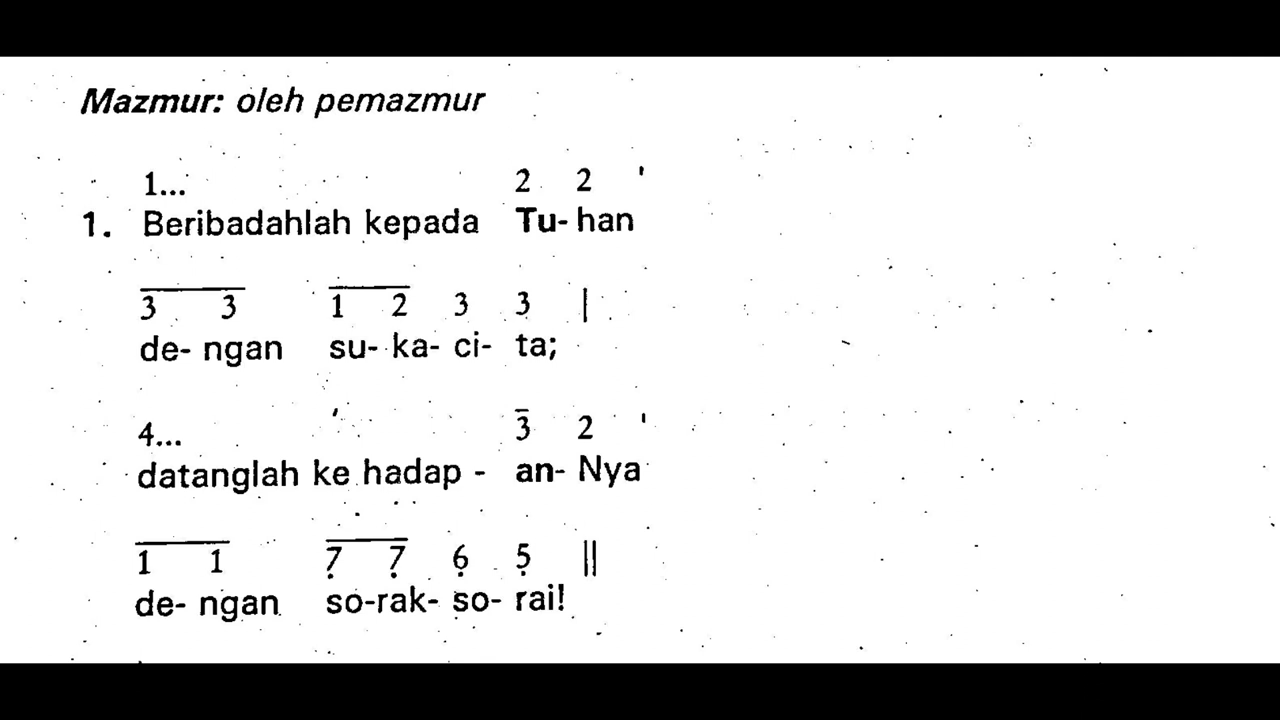 Mazmur: oleh pemazmur
1... 2 2 '
1. Beribadahlah kepada Tu- han
3 3 1 2 3 3 |
de- ngan su- ka- ci- ta;
4... 3 2 '
datanglah ke hadap - an- Nya
1 1 7̣ 7̣ 6̣ 5̣ ||
de- ngan so-rak- so- rai!